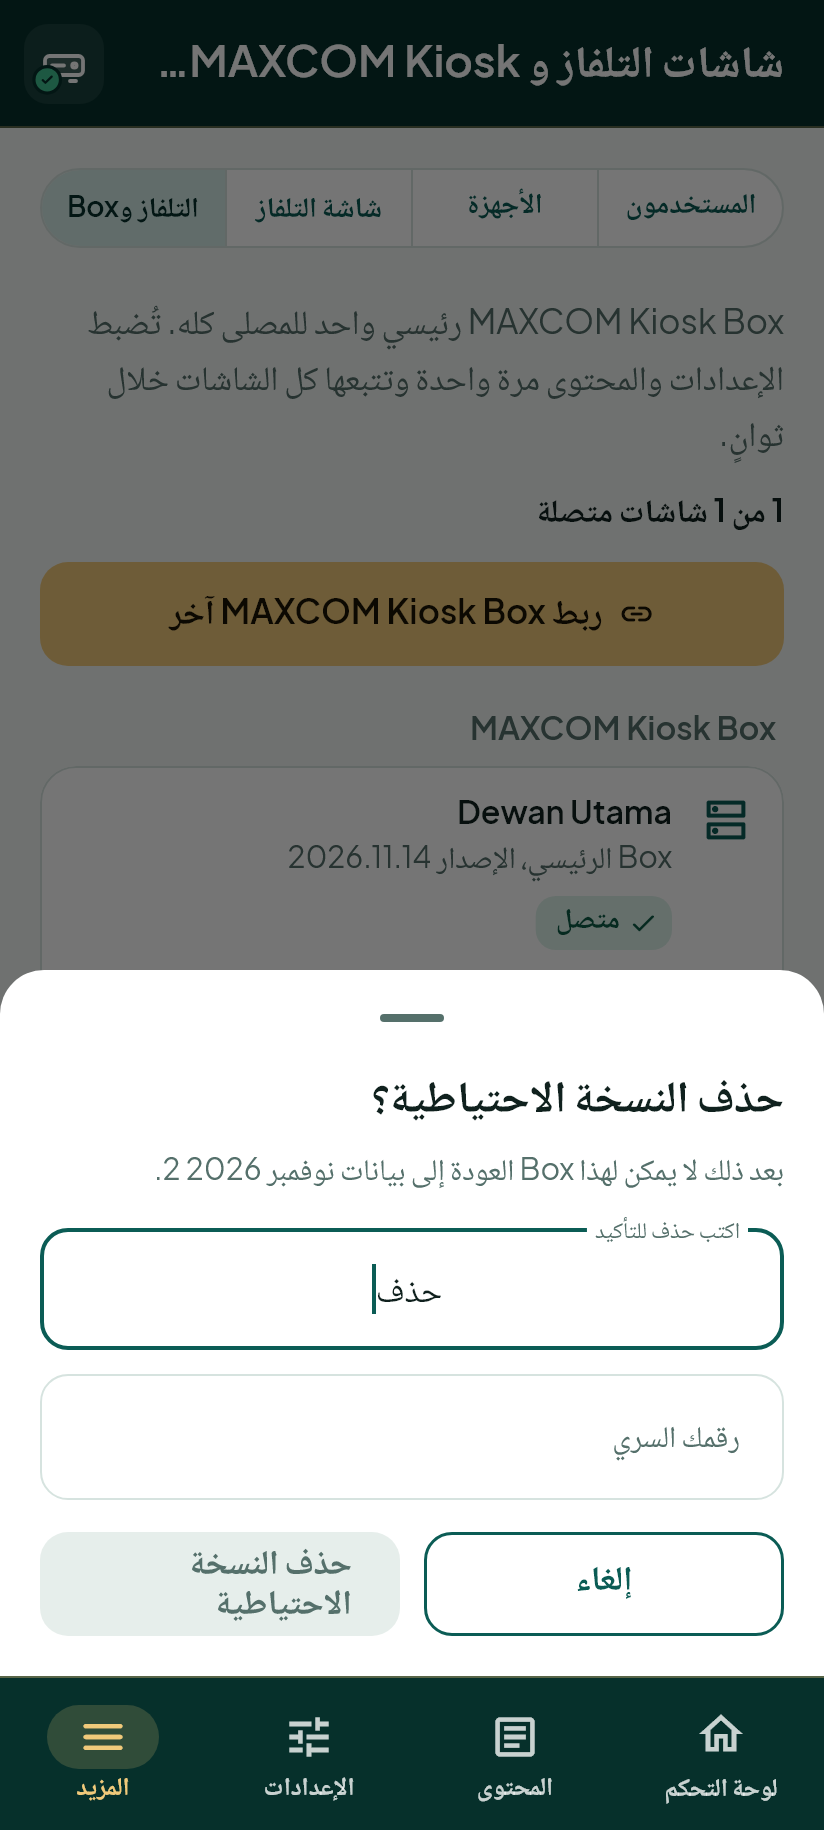 شاشات التلفاز و MAXCOM Kiosk...
المستخدمون
الأجهزة
شاشة التلفاز
التلفاز وBox
MAXCOM Kiosk Box رئيسي واحد للمصلى كله. تُضبط
الإعدادات والمحتوى مرة واحدة وتتبعها كل الشاشات خلال
ثوانٍ.
1 من 1 شاشات متصلة
ربط MAXCOM Kiosk Box آخر
MAXCOM Kiosk Box
Dewan Utama
Box الرئيسي، الإصدار 2026.11.14
متصل
حذف النسخة الاحتياطية؟
بعد ذلك لا يمكن لهذا Box العودة إلى بيانات نوفمبر 2026 2.
اكتب حذف للتأكيد
حذف
رقمك السري
إلغاء
حذف النسخة
الاحتياطية
لوحة التحكم
المحتوى
الإعدادات
المزيد